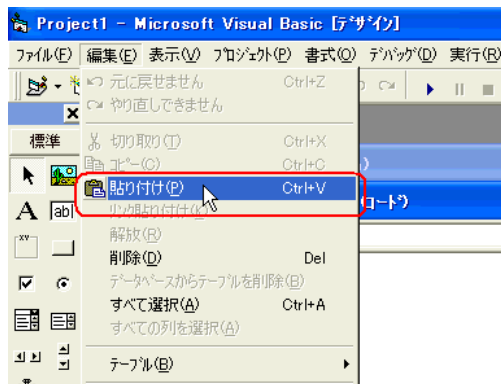 Project1 - Microsoft Visual Basic [ﾃﾞｻﾞｲﾝ]
ﾌｧｲﾙ(F) 編集(E) 表示(V) ﾌﾟﾛｼﾞｪｸﾄ(P) 書式(O) ﾃﾞﾊﾞｯｸﾞ(D) 実行(R)
元に戻せません Ctrl+Z
やり直しできません
標準
切り取り(T) Ctrl+X
ｺﾋﾟｰ(C) Ctrl+C
貼り付け(P) Ctrl+V
ﾘﾝｸ貼り付け(K)
ｺｰﾄﾞ)
解放(R)
削除(D) Del
ﾃﾞｰﾀﾍﾞｰｽからﾃｰﾌﾞﾙを削除(B)
すべて選択(A) Ctrl+A
すべての列を選択(A)
ﾃｰﾌﾞﾙ(B)
A
abl
xv